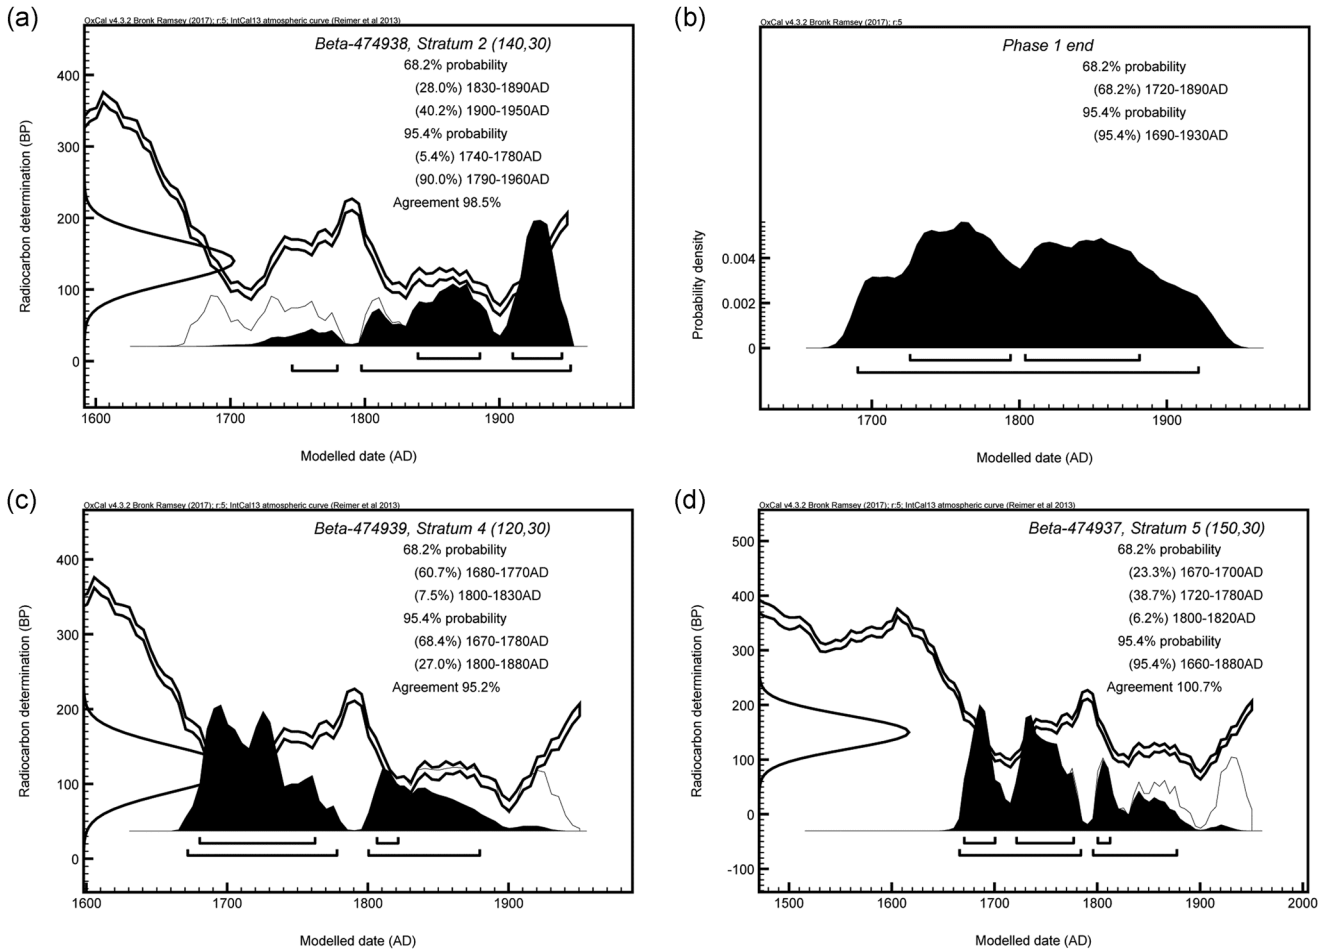 (a)
OxCal v4.3.2 Bronk Ramsey (2017); r:5; IntCal13 atmospheric curve (Reimer et al 2013)
Beta-474938, Stratum 2 (140,30)
68.2% probability
(28.0%) 1830-1890AD
(40.2%) 1900-1950AD
95.4% probability
(5.4%) 1740-1780AD
(90.0%) 1790-1960AD
Agreement 98.5%
Radiocarbon determination (BP)
400
300
200
100
0
1600 1700 1800 1900
Modelled date (AD)
(b)
OxCal v4.3.2 Bronk Ramsey (2017); r:5
Phase 1 end
68.2% probability
(68.2%) 1720-1890AD
95.4% probability
(95.4%) 1690-1930AD
Probability density
0.004
0.002
0
1700 1800 1900
Modelled date (AD)
(c)
OxCal v4.3.2 Bronk Ramsey (2017); r:5; IntCal13 atmospheric curve (Reimer et al 2013)
Beta-474939, Stratum 4 (120,30)
68.2% probability
(60.7%) 1680-1770AD
(7.5%) 1800-1830AD
95.4% probability
(68.4%) 1670-1780AD
(27.0%) 1800-1880AD
Agreement 95.2%
Radiocarbon determination (BP)
400
300
200
100
0
1600 1700 1800 1900
Modelled date (AD)
(d)
OxCal v4.3.2 Bronk Ramsey (2017); r:5; IntCal13 atmospheric curve (Reimer et al 2013)
Beta-474937, Stratum 5 (150,30)
68.2% probability
(23.3%) 1670-1700AD
(38.7%) 1720-1780AD
(6.2%) 1800-1820AD
95.4% probability
(95.4%) 1660-1880AD
Agreement 100.7%
Radiocarbon determination (BP)
500
400
300
200
100
0
-100
1500 1600 1700 1800 1900 2000
Modelled date (AD)